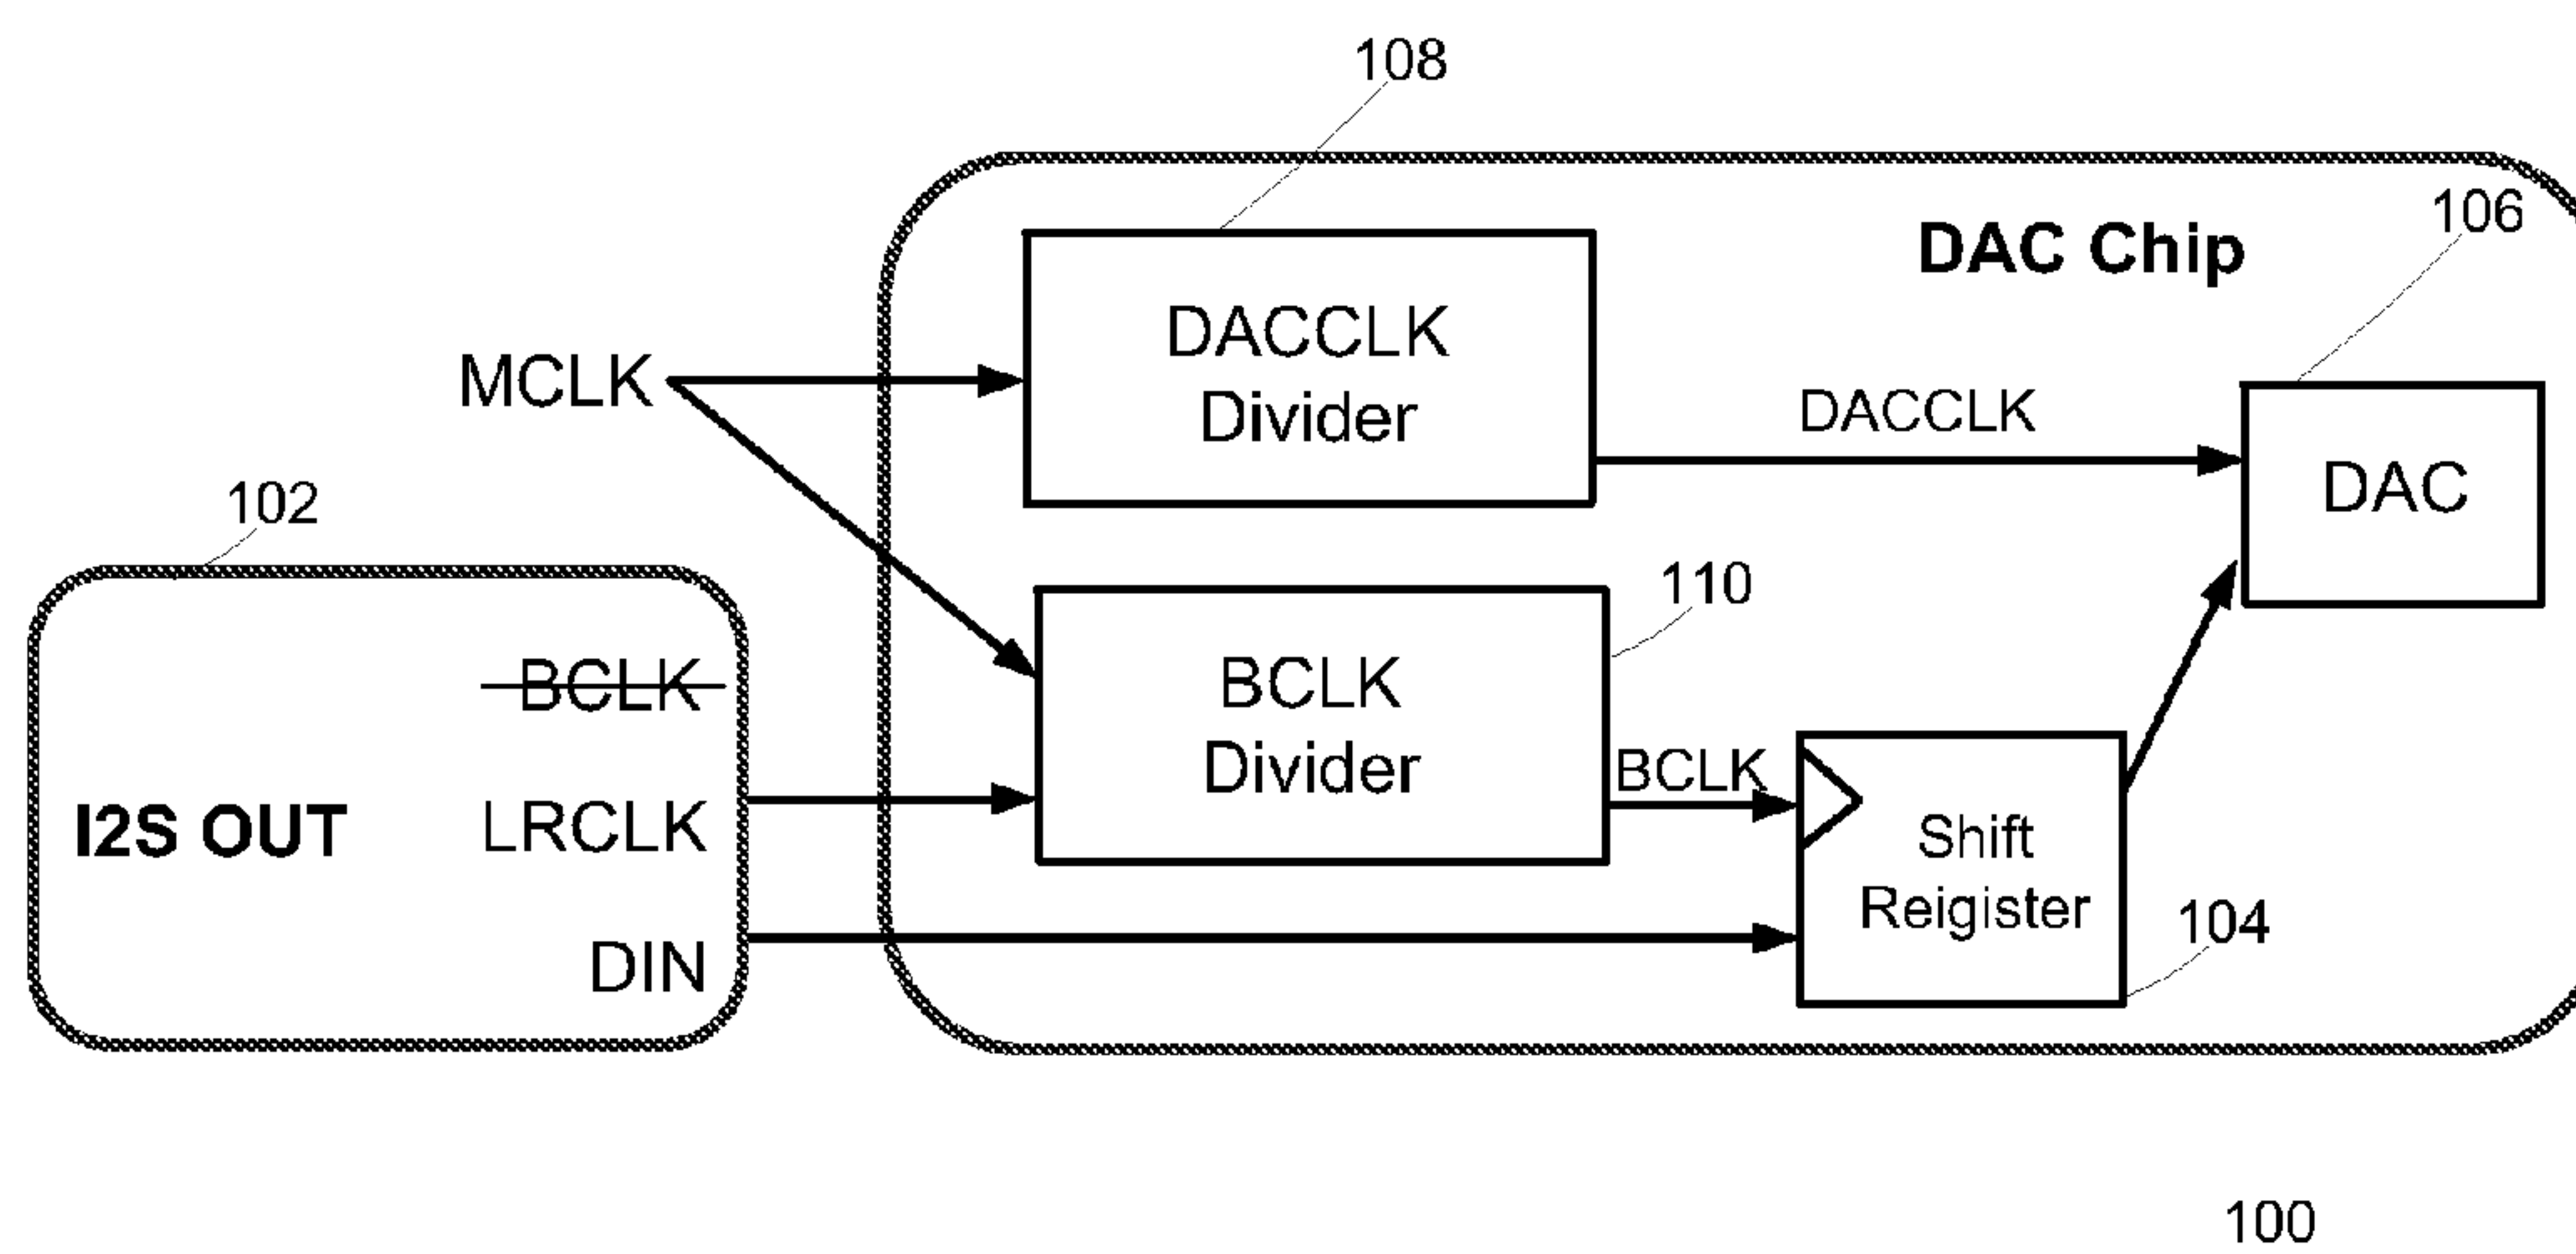 108
106
DAC Chip
DACCLK
Divider
MCLK
DACCLK
DAC
102
110
BCLK
BCLK
Divider
BCLK
I2S OUT
LRCLK
Shift
Reigister
104
DIN
100